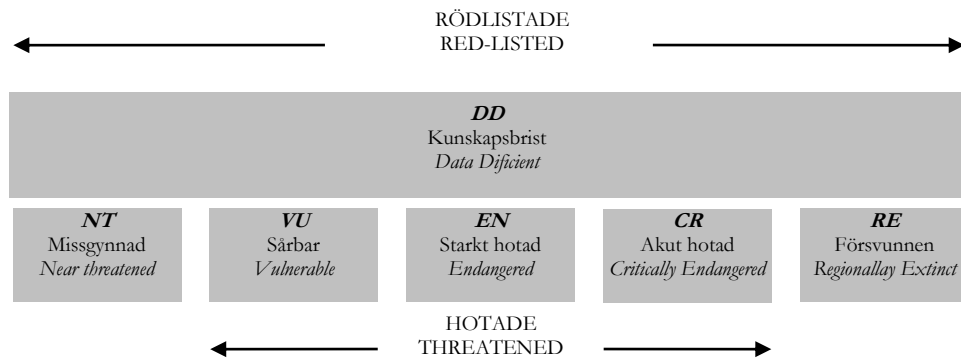 RÖDLISTADE
RED-LISTED
DD
Kunskapsbrist
Data Dificient
NT
Missgynnad
Near threatened
VU
Sårbar
Vulnerable
EN
Starkt hotad
Endangered
CR
Akut hotad
Critically Endangered
RE
Försvunnen
Regionallay Extinct
HOTADE
THREATENED